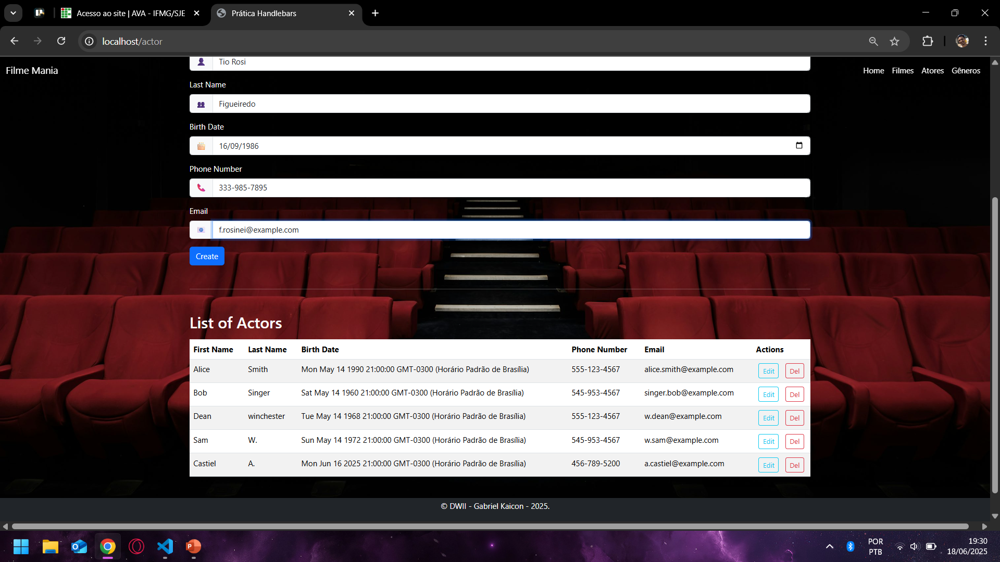 Acesso ao site | AVA - IFMG/SJE
Prática Handlebars
localhost/actor
Filme Mania
Home Filmes Atores Gêneros
Tio Rosi
Last Name
Figueiredo
Birth Date
16/09/1986
Phone Number
333-985-7895
Email
f.rosinei@example.com
Create
List of Actors
First Name Last Name Birth Date Phone Number Email Actions
Alice Smith Mon May 14 1990 21:00:00 GMT-0300 (Horário Padrão de Brasília) 555-123-4567 alice.smith@example.com Edit Del
Bob Singer Sat May 14 1960 21:00:00 GMT-0300 (Horário Padrão de Brasília) 545-953-4567 singer.bob@example.com Edit Del
Dean winchester Tue May 14 1968 21:00:00 GMT-0300 (Horário Padrão de Brasília) 555-123-4567 w.dean@example.com Edit Del
Sam W. Sun May 14 1972 21:00:00 GMT-0300 (Horário Padrão de Brasília) 545-953-4567 w.sam@example.com Edit Del
Castiel A. Mon Jun 16 2025 21:00:00 GMT-0300 (Horário Padrão de Brasília) 456-789-5200 a.castiel@example.com Edit Del
© DWII - Gabriel Kaicon - 2025.
POR
PTB
19:30
18/06/2025